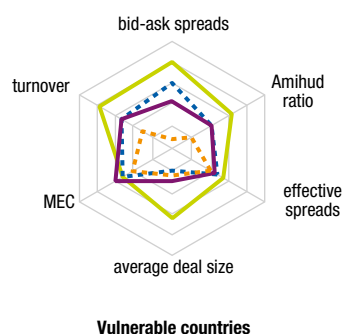 bid-ask spreads
turnover
Amihud
ratio
MEC
effective
spreads
average deal size
Vulnerable countries